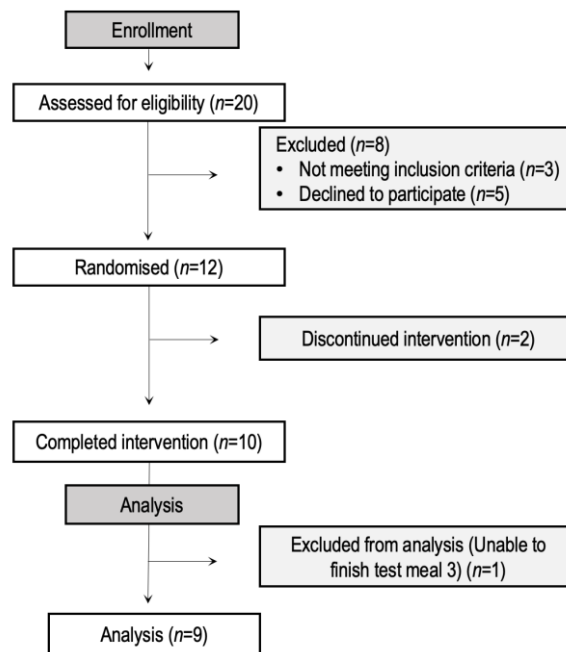 Enrollment
Assessed for eligibility (n=20)
Excluded (n=8)
• Not meeting inclusion criteria (n=3)
• Declined to participate (n=5)
Randomised (n=12)
Discontinued intervention (n=2)
Completed intervention (n=10)
Analysis
Excluded from analysis (Unable to
finish test meal 3) (n=1)
Analysis (n=9)